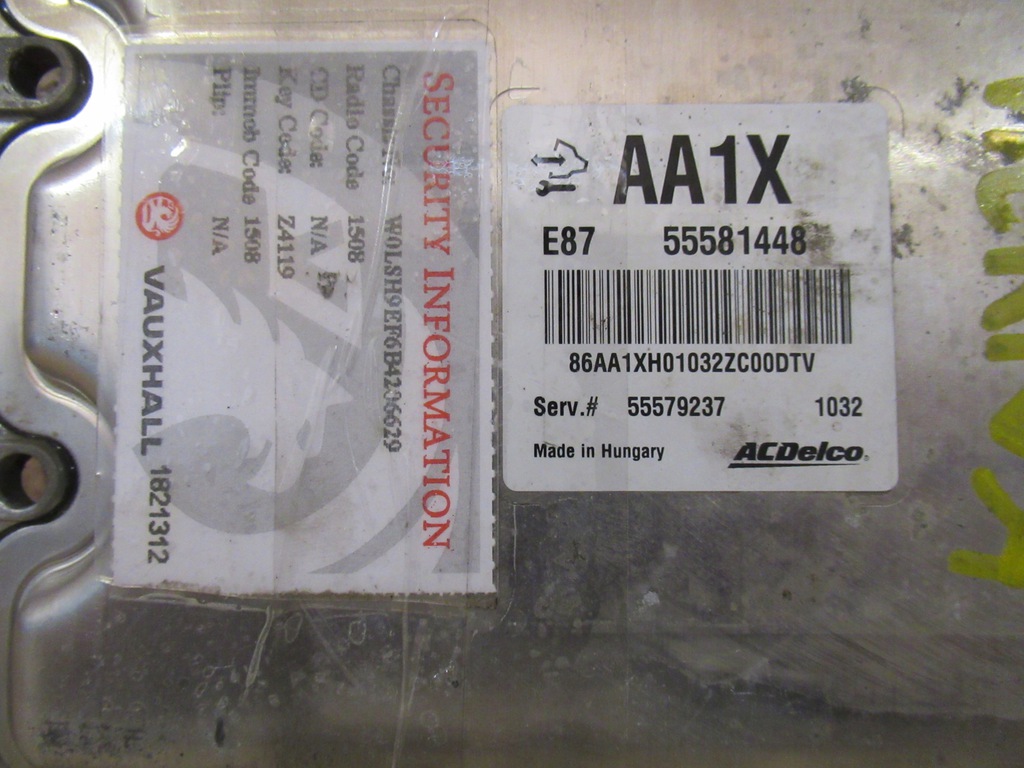 SECURITY INFORMATION
Chassis No: W0LSH9EF6B4206629
Radio Code 1508
CD Code: N/A
Key Code: Z4119
Immob Code 1508
Plip: N/A
VAUXHALL 1821312
AA1X
E87 55581448
86AA1XH01032ZC00DTV
Serv.# 55579237 1032
Made in Hungary ACDelco